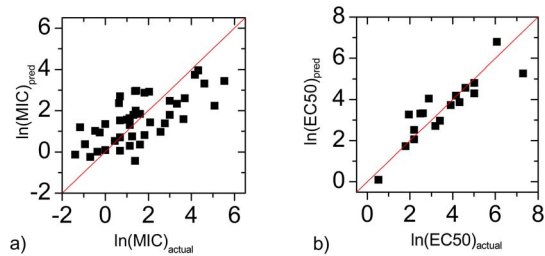 6
4
2
0
-2
-2 0 2 4 6
ln(MIC)pred
ln(MIC)actual
a)
8
6
4
2
0
0 2 4 6 8
ln(EC50)pred
ln(EC50)actual
b)